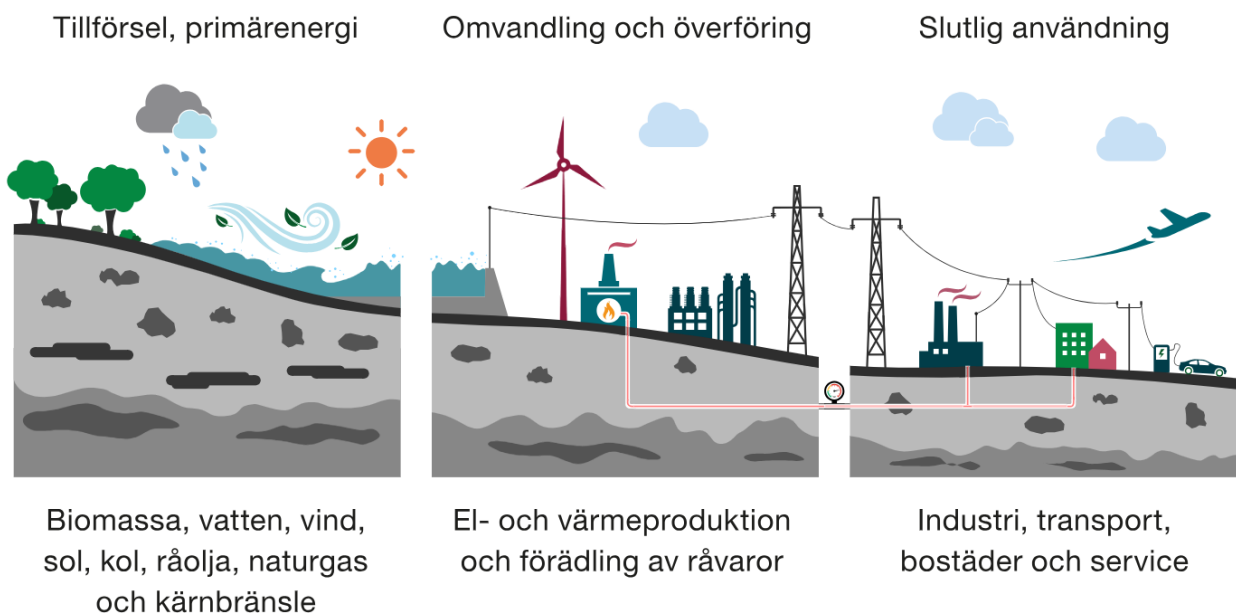 Tillförsel, primärenergi
Omvandling och överföring
Slutlig användning
Biomassa, vatten, vind,
sol, kol, råolja, naturgas
och kärnbränsle
El- och värmeproduktion
och förädling av råvaror
Industri, transport,
bostäder och service